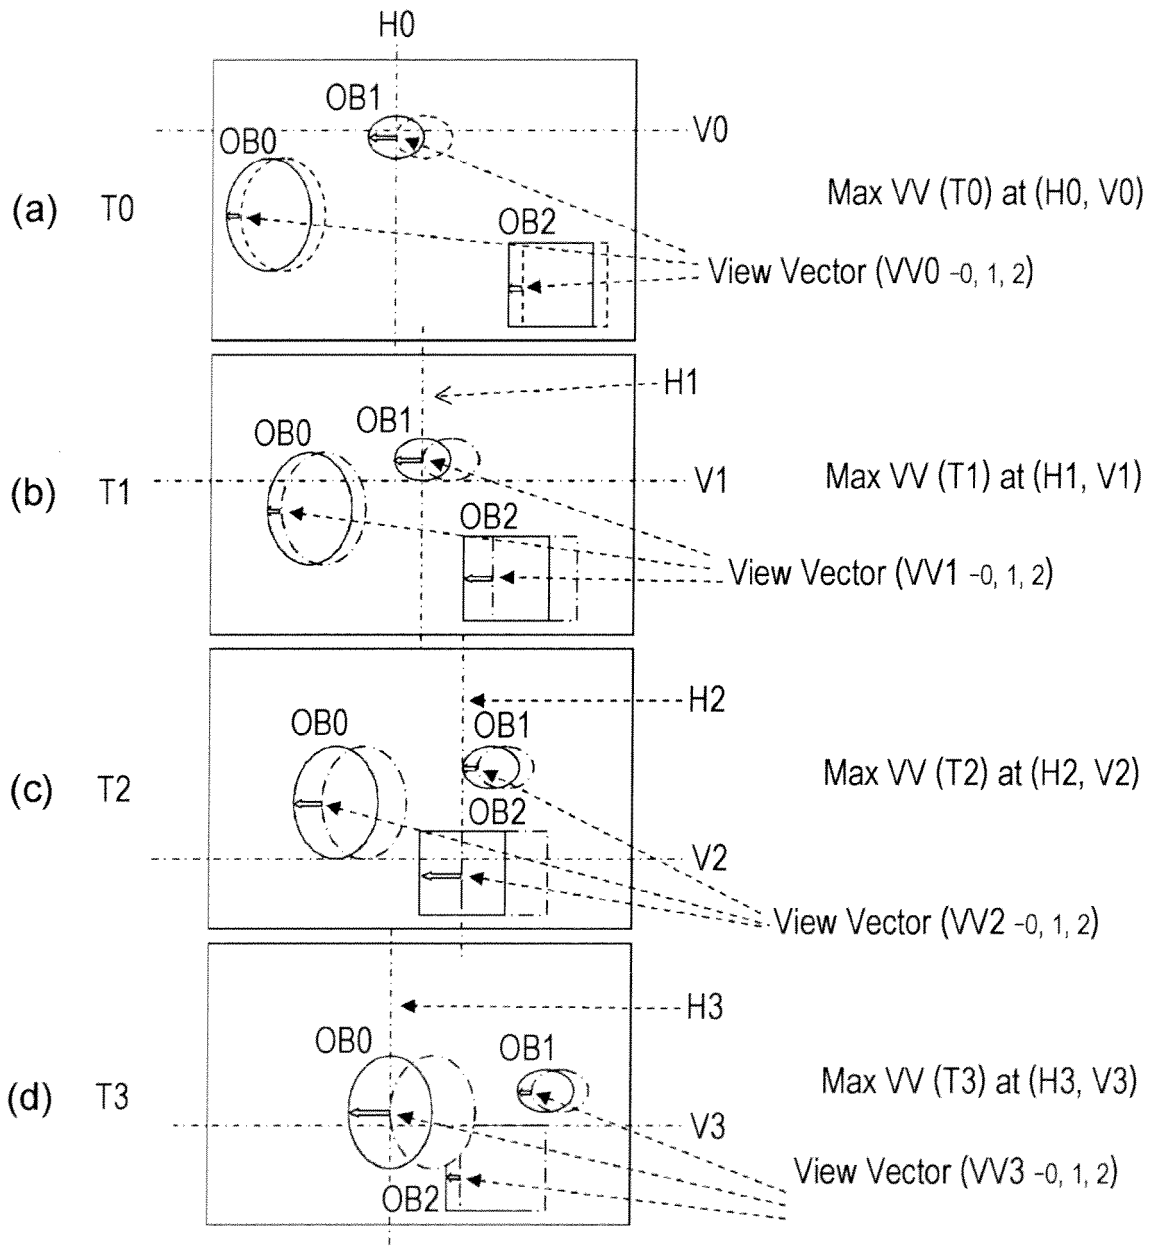 H0
OB1
V0
OB0
(a) T0
Max VV (T0) at (H0, V0)
OB2
View Vector (VV0 -0, 1, 2)
H1
OB1
OB0
(b) T1
V1
Max VV (T1) at (H1, V1)
OB2
View Vector (VV1 -0, 1, 2)
H2
OB0
OB1
(c) T2
Max VV (T2) at (H2, V2)
OB2
V2
View Vector (VV2 -0, 1, 2)
H3
OB0
OB1
(d) T3
Max VV (T3) at (H3, V3)
V3
View Vector (VV3 -0, 1, 2)
OB2